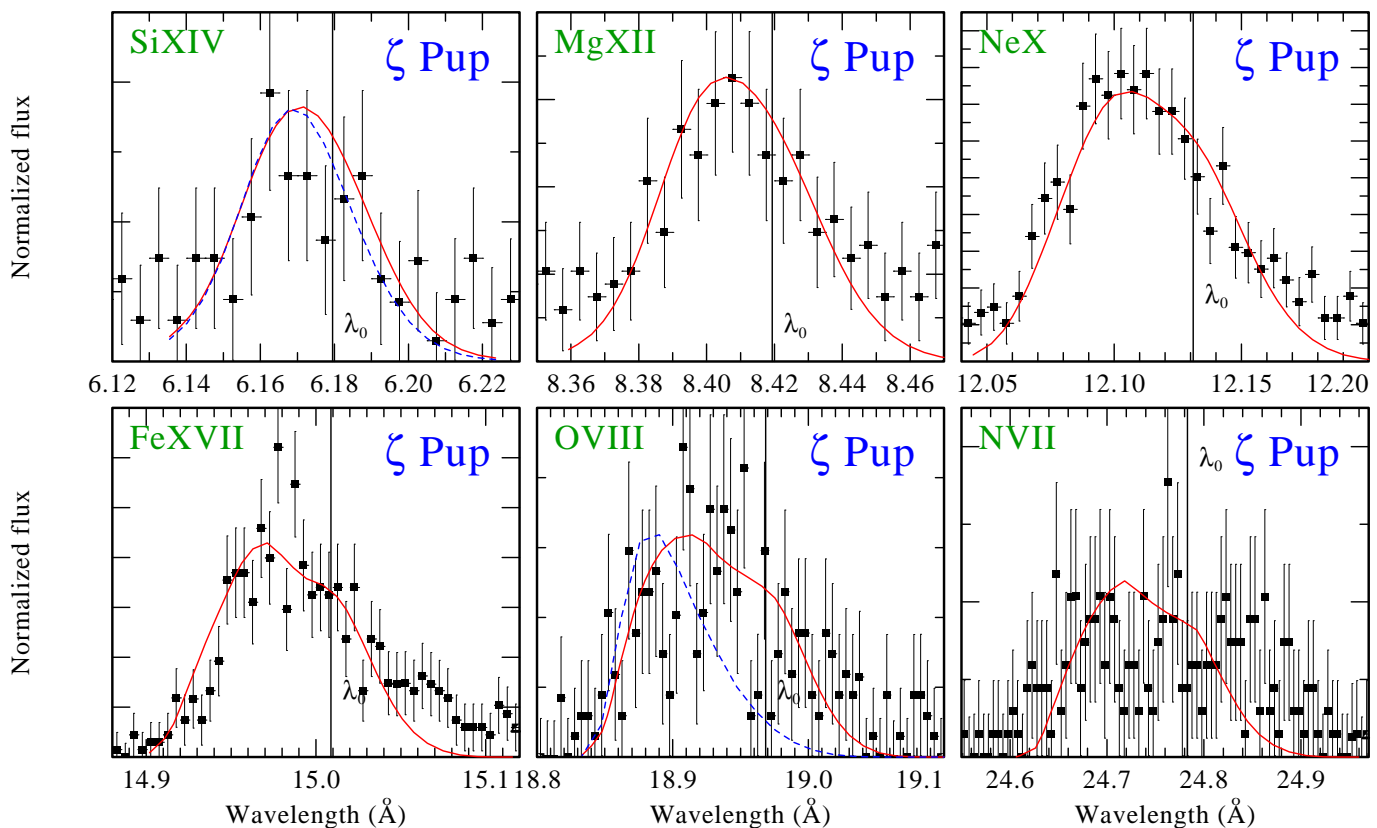 SiXIV ζ Pup
λ₀
6.12 6.14 6.16 6.18 6.20 6.22
MgXII ζ Pup
λ₀
8.36 8.38 8.40 8.42 8.44 8.46
NeX ζ Pup
λ₀
12.05 12.10 12.15 12.20
Normalized flux
FeXVII ζ Pup
λ₀
14.9 15.0 15.1
Wavelength (Å)
OVIII ζ Pup
λ₀
18.8 18.9 19.0 19.1
Wavelength (Å)
NVII λ₀ ζ Pup
24.6 24.7 24.8 24.9
Wavelength (Å)
Normalized flux